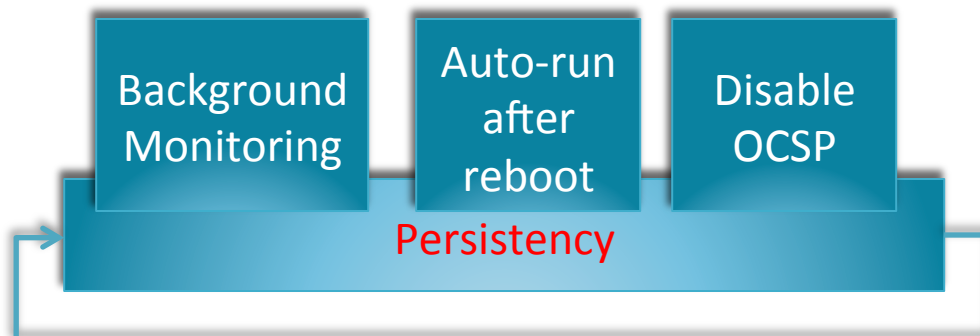 Background
Monitoring
Auto-run
after
reboot
Disable
OCSP
Persistency